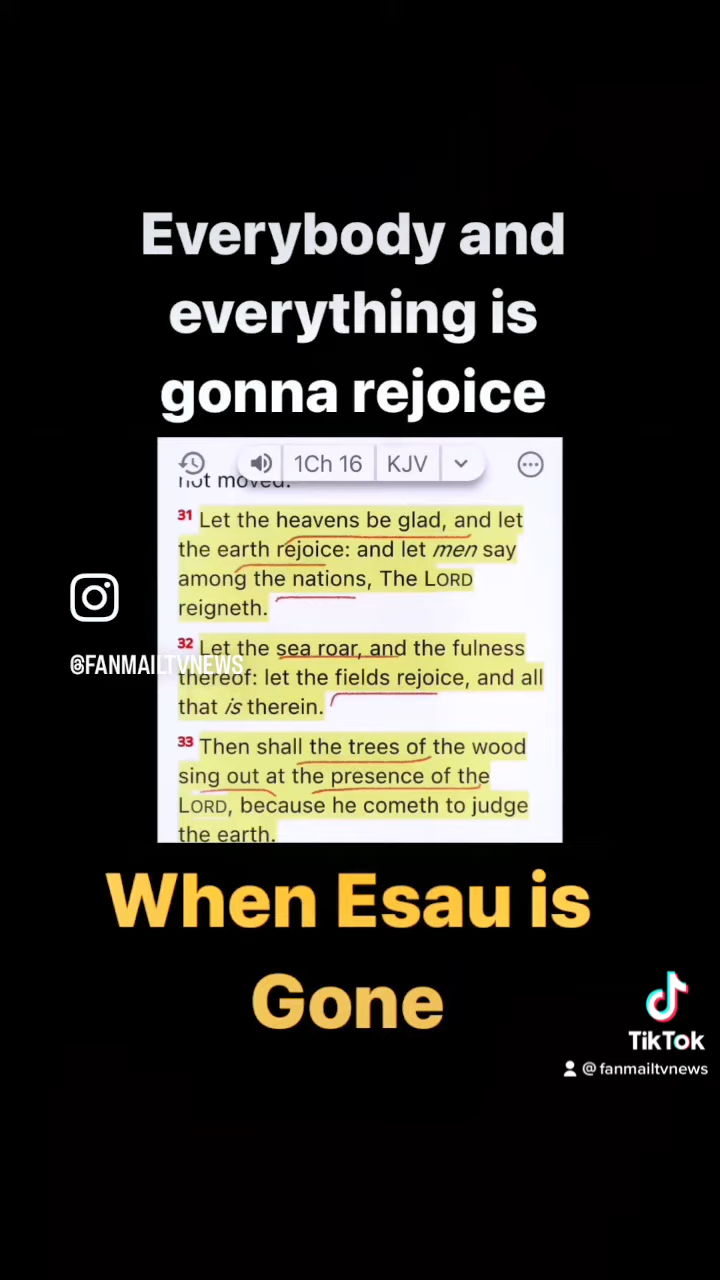 Everybody and
everything is
gonna rejoice
1Ch 16 KJV
not moved.
31 Let the heavens be glad, and let
the earth rejoice: and let men say
among the nations, The LORD
reigneth.
32 Let the sea roar, and the fulness
@FANMAILTVNEWS
thereof: let the fields rejoice, and all
that is therein.
33 Then shall the trees of the wood
sing out at the presence of the
LORD, because he cometh to judge
the earth.
When Esau is
Gone
TikTok
@fanmailtvnews